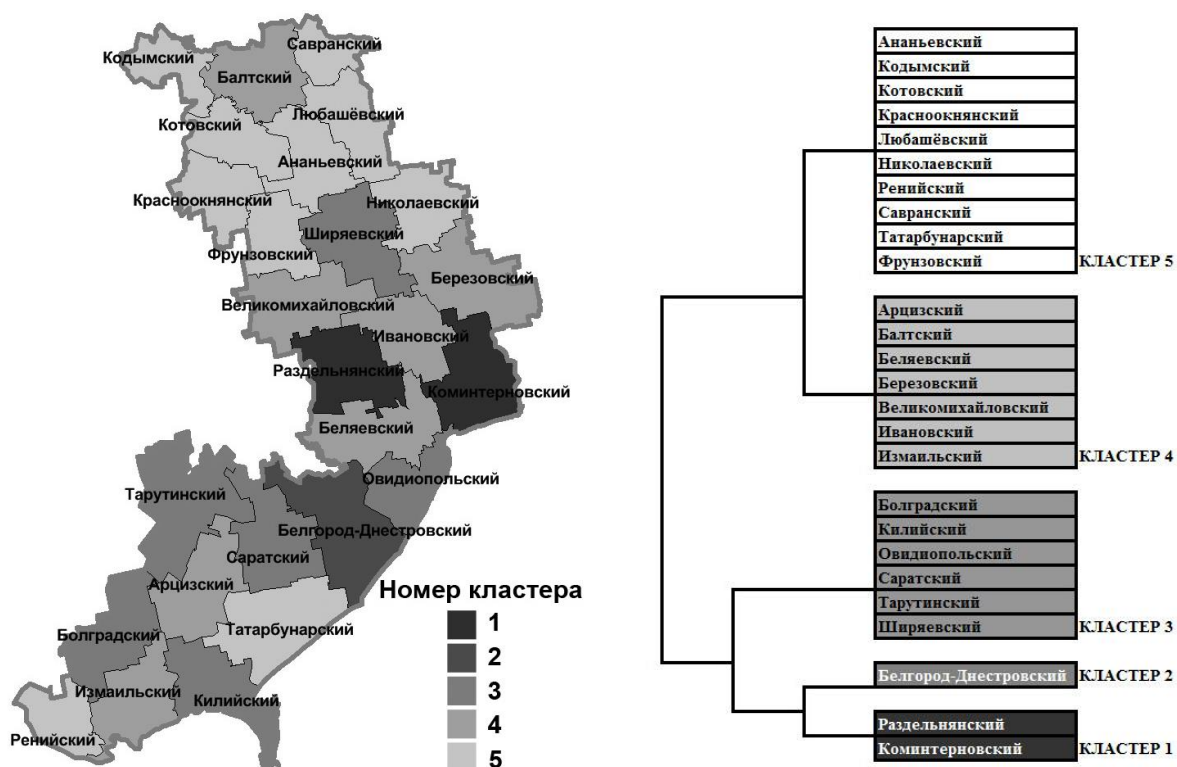 Савранский
Кодымский
Балтский
Любашёвский
Котовский
Ананьевский
Красноокнянский
Николаевский
Ширяевский
Фрунзовский
Березовский
Великомихайловский
Ивановский
Раздельнянский
Коминтерновский
Беляевский
Овидиопольский
Тарутинский
Белгород-Днестровский
Саратский
Арцизский
Татарбунарский
Болградский
Измаильский
Килийский
Ренийский
Номер кластера
1
2
3
4
5
Ананьевский
Кодымский
Котовский
Красноокнянский
Любашёвский
Николаевский
Ренийский
Савранский
Татарбунарский
Фрунзовский КЛАСТЕР 5
Арцизский
Балтский
Беляевский
Березовский
Великомихайловский
Ивановский
Измаильский КЛАСТЕР 4
Болградский
Килийский
Овидиопольский
Саратский
Тарутинский
Ширяевский КЛАСТЕР 3
Белгород-Днестровский КЛАСТЕР 2
Раздельнянский
Коминтерновский КЛАСТЕР 1